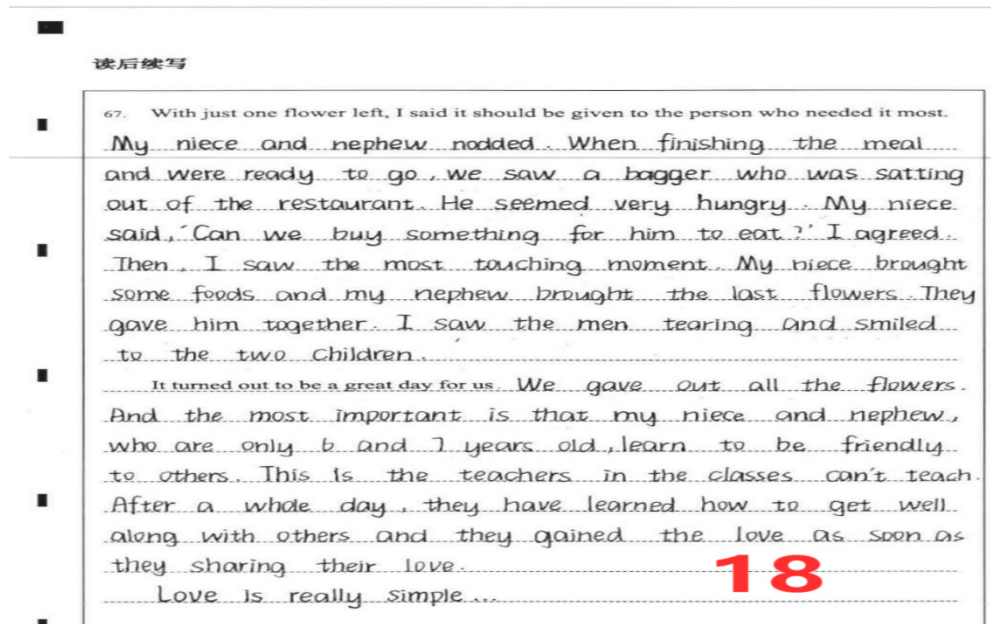 读后续写
67. With just one flower left, I said it should be given to the person who needed it most.
My niece and nephew nodded. When finishing the meal
and were ready to go, we saw a bagger who was satting
out of the restaurant. He seemed very hungry. My niece
said, 'Can we buy something for him to eat?' I agreed.
Then, I saw the most touching moment. My niece brought
some foods and my nephew brought the last flowers. They
gave him together. I saw the men tearing and smiled
to the two children.
It turned out to be a great day for us. We gave out all the flowers.
And the most important is that my niece and nephew,
who are only 6 and 7 years old, learn to be friendly
to others. This is the teachers in the classes can't teach.
After a whole day, they have learned how to get well
along with others and they gained the love as soon as
they sharing their love.
18
Love is really simple...